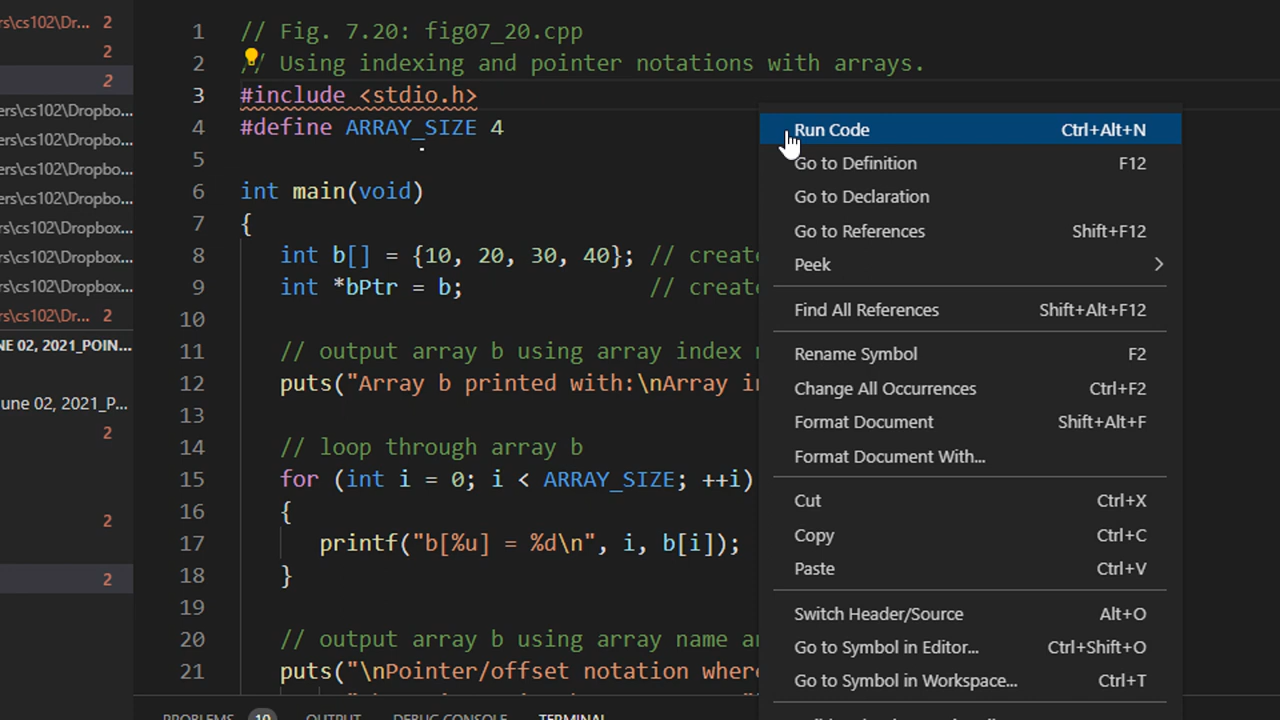 rs\cs102\Dr... 2
2
2
ers\cs102\Dropbo...
ers\cs102\Dropbo...
ers\cs102\Dropbo...
ers\cs102\Dropbo...
rs\cs102\Dropbox...
rs\cs102\Dropbox...
rs\cs102\Dropbox...
rs\cs102\Dr... 2
NE 02, 2021_POIN...
une 02, 2021_P...
2
2
2
1 // Fig. 7.20: fig07_20.cpp
2 // Using indexing and pointer notations with arrays.
3 #include <stdio.h>
4 #define ARRAY_SIZE 4
5
6 int main(void)
7 {
8 int b[] = {10, 20, 30, 40}; // create
9 int *bPtr = b; // create
10
11 // output array b using array index
12 puts("Array b printed with:\nArray in
13
14 // loop through array b
15 for (int i = 0; i < ARRAY_SIZE; ++i)
16 {
17 printf("b[%u] = %d\n", i, b[i]);
18 }
19
20 // output array b using array name an
21 puts("\nPointer/offset notation where
Run Code Ctrl+Alt+N
Go to Definition F12
Go to Declaration
Go to References Shift+F12
Peek
Find All References Shift+Alt+F12
Rename Symbol F2
Change All Occurrences Ctrl+F2
Format Document Shift+Alt+F
Format Document With...
Cut Ctrl+X
Copy Ctrl+C
Paste Ctrl+V
Switch Header/Source Alt+O
Go to Symbol in Editor... Ctrl+Shift+O
Go to Symbol in Workspace... Ctrl+T
PROBLEMS 10 OUTPUT DEBUG CONSOLE TERMINAL